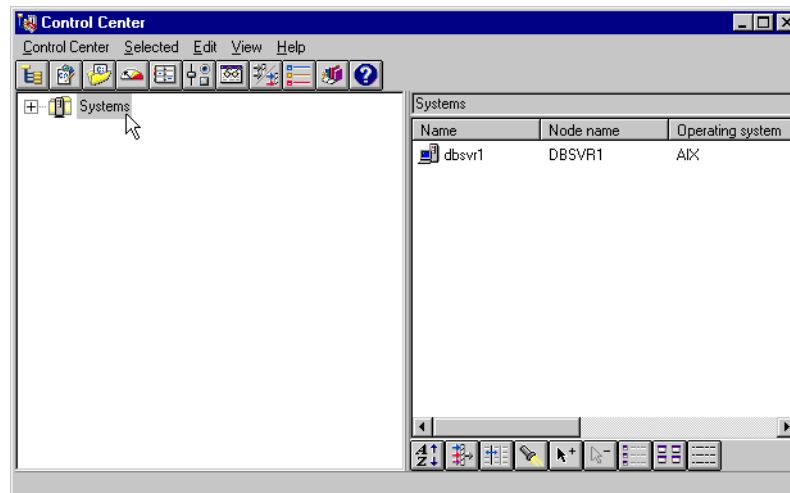 Control Center
Control Center Selected Edit View Help
Systems
Systems
Name Node name Operating system
dbsvr1 DBSVR1 AIX